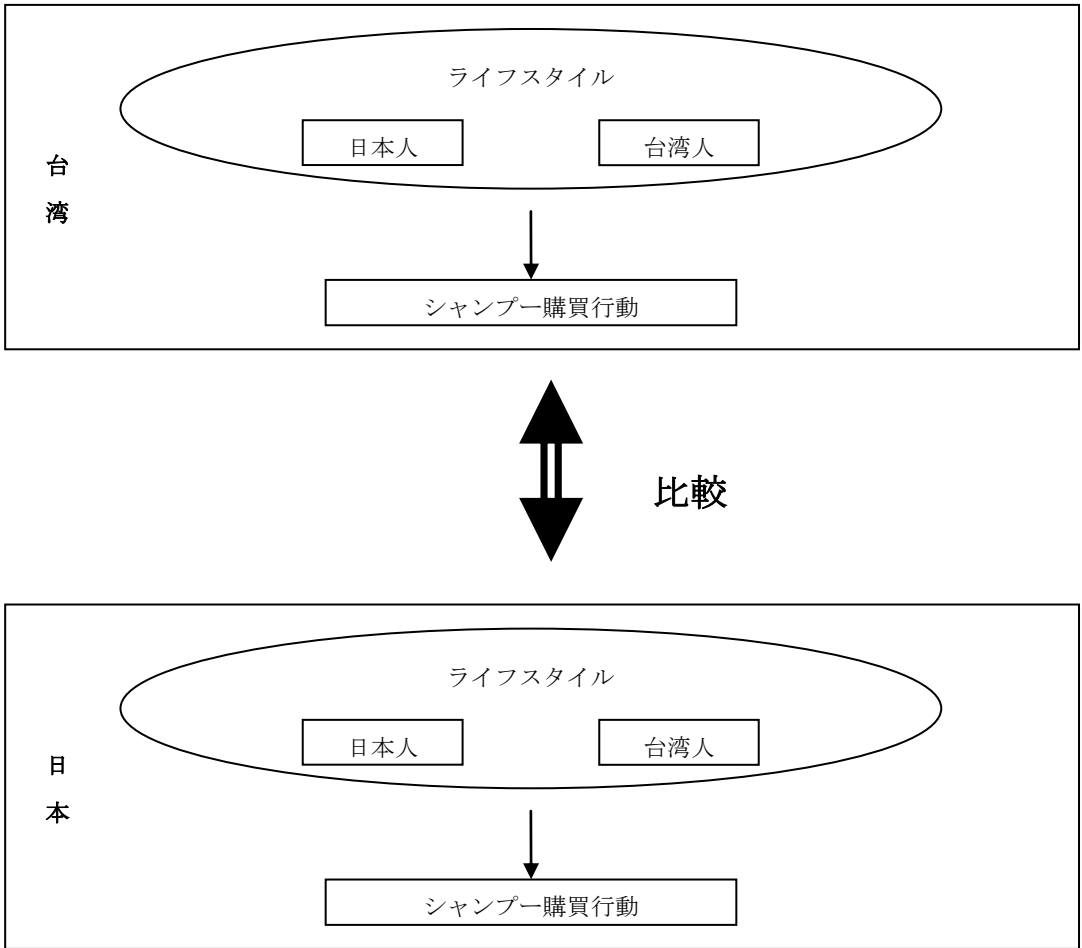 ライフスタイル
日本人
台湾人
台湾
シャンプー購買行動
比較
ライフスタイル
日本人
台湾人
日本
シャンプー購買行動